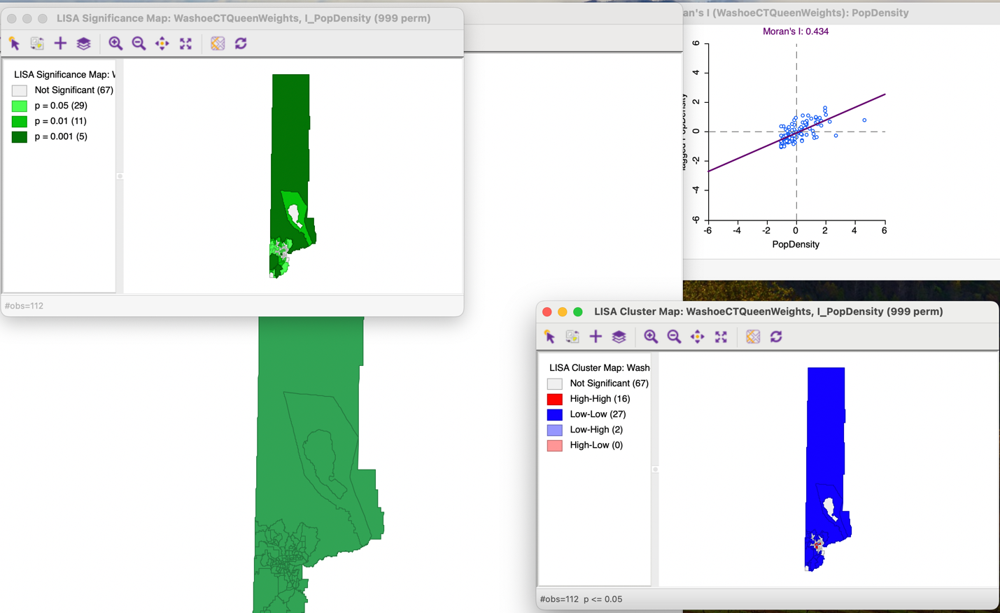 LISA Significance Map: WashoeCTQueenWeights, I_PopDensity (999 perm)
LISA Significance Map: W
Not Significant (67)
p = 0.05 (29)
p = 0.01 (11)
p = 0.001 (5)
#obs=112
an's I (WashoeCTQueenWeights): PopDensity
Moran's I: 0.434
6
4
2
0
-2
-4
-6
lagged PopDensity
-6 -4 -2 0 2 4 6
PopDensity
LISA Cluster Map: WashoeCTQueenWeights, I_PopDensity (999 perm)
LISA Cluster Map: Wash
Not Significant (67)
High-High (16)
Low-Low (27)
Low-High (2)
High-Low (0)
#obs=112 p <= 0.05